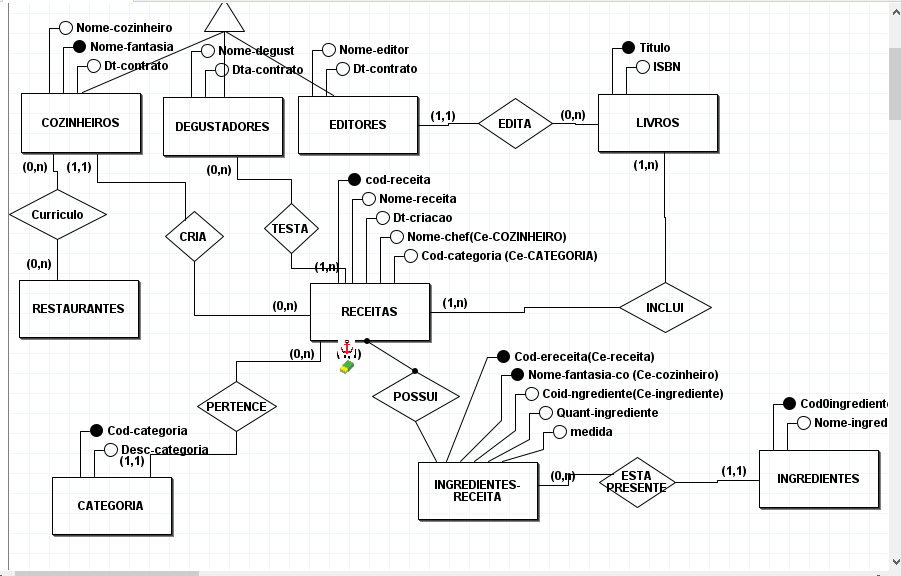 Nome-cozinheiro
Nome-fantasia
Dt-contrato
Nome-degust
Dta-contrato
Nome-editor
Dt-contrato
Titulo
ISBN
COZINHEIROS
DEGUSTADORES
EDITORES
(1,1)
EDITA
(0,n)
LIVROS
(0,n)
(1,1)
(0,n)
(1,n)
cod-receita
Nome-receita
Dt-criacao
Nome-chef(Ce-COZINHEIRO)
Cod-categoria (Ce-CATEGORIA)
Curriculo
CRIA
TESTA
(0,n)
(1,n)
RESTAURANTES
(0,n)
RECEITAS
(1,n)
INCLUI
(0,n)
Cod-ereceita(Ce-receita)
Nome-fantasia-co (Ce-cozinheiro)
Coid-ngrediente(Ce-ingrediente)
Quant-ingrediente
medida
PERTENCE
POSSUI
Cod0ingrediente
Nome-ingred
Cod-categoria
Desc-categoria
(1,1)
CATEGORIA
INGREDIENTES-
RECEITA
(0,n)
ESTA
PRESENTE
(1,1)
INGREDIENTES